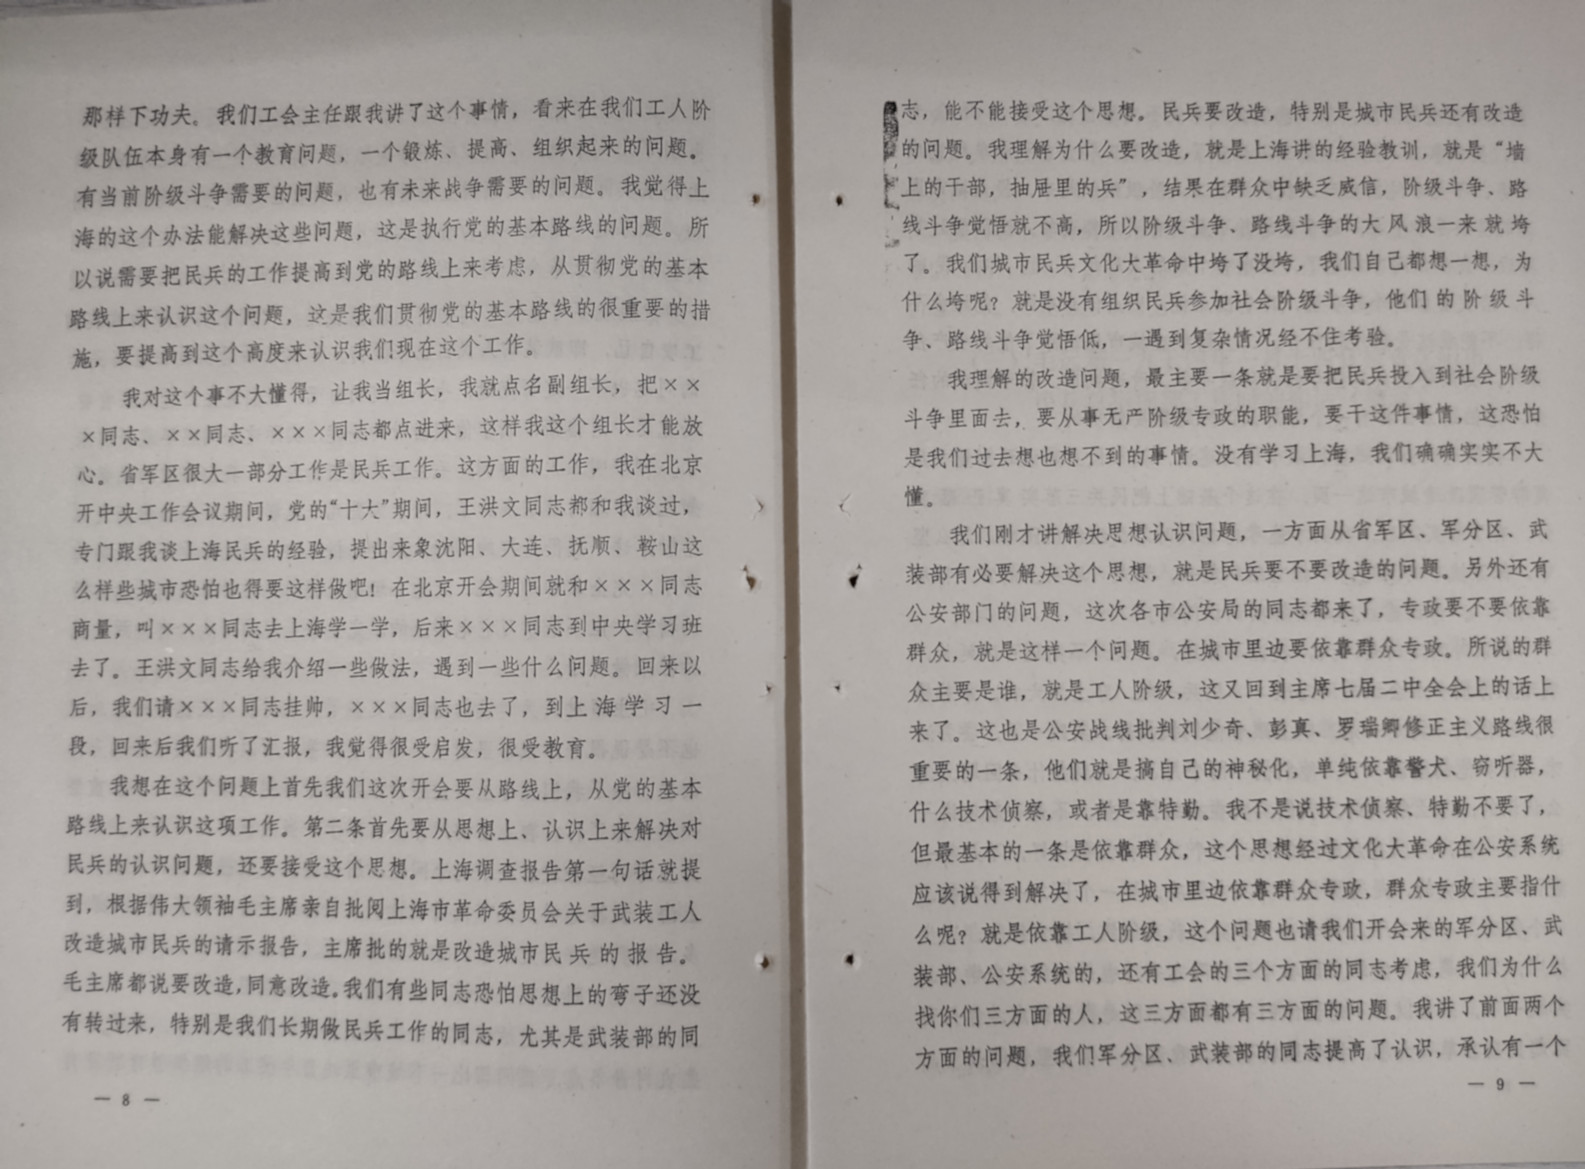 那样下功夫。我们工会主任跟我讲了这个事情，看来在我们工人阶
级队伍本身有一个教育问题，一个锻炼、提高、组织起来的问题。
有当前阶级斗争需要的问题，也有未来战争需要的问题。我觉得上
海的这个办法能解决这些问题，这是执行党的基本路线的问题。所
以说需要把民兵的工作提高到党的路线上来考虑，从贯彻党的基本
路线上来认识这个问题，这是我们贯彻党的基本路线的很重要的措
施，要提高到这个高度来认识我们现在这个工作。
我对这个事不大懂得，让我当组长，我就点名副组长，把××
×同志、××同志、×××同志都点进来，这样我这个组长才能放
心。省军区很大一部分工作是民兵工作。这方面的工作，我在北京
开中央工作会议期间，党的“十大”期间，王洪文同志都和我谈过，
专门跟我谈上海民兵的经验，提出来象沈阳、大连、抚顺、鞍山这
么样些城市恐怕也得要这样做吧！在北京开会期间就和×××同志
商量，叫×××同志去上海学一学，后来×××同志到中央学习班
去了。王洪文同志给我介绍一些做法，遇到一些什么问题。回来以
后，我们请×××同志挂帅，×××同志也去了，到上海学习一
段，回来后我们听了汇报，我觉得很受启发，很受教育。
我想在这个问题上首先我们这次开会要从路线上，从党的基本
路线上来认识这项工作。第二条首先要从思想上、认识上来解决对
民兵的认识问题，还要接受这个思想。上海调查报告第一句话就提
到，根据伟大领袖毛主席亲自批阅上海市革命委员会关于武装工人
改造城市民兵的请示报告，主席批的就是改造城市民兵的报告。
毛主席都说要改造，同意改造。我们有些同志恐怕思想上的弯子还没
有转过来，特别是我们长期做民兵工作的同志，尤其是武装部的同
— 8 —
志，能不能接受这个思想。民兵要改造，特别是城市民兵还有改造
的问题。我理解为什么要改造，就是上海讲的经验教训，就是“墙
上的干部，抽屉里的兵”，结果在群众中缺乏威信，阶级斗争、路
线斗争觉悟就不高，所以阶级斗争、路线斗争的大风浪一来就垮
了。我们城市民兵文化大革命中垮了没垮，我们自己都想一想，为
什么垮呢？就是没有组织民兵参加社会阶级斗争，他们的阶级斗
争、路线斗争觉悟低，一遇到复杂情况经不住考验。
我理解的改造问题，最主要一条就是要把民兵投入到社会阶级
斗争里面去，要从事无产阶级专政的职能，要干这件事情，这恐怕
是我们过去想也想不到的事情。没有学习上海，我们确确实实不大
懂。
我们刚才讲解决思想认识问题，一方面从省军区、军分区、武
装部有必要解决这个思想，就是民兵要不要改造的问题。另外还有
公安部门的问题，这次各市公安局的同志都来了，专政要不要依靠
群众，就是这样一个问题。在城市里边要依靠群众专政。所说的群
众主要是谁，就是工人阶级，这又回到主席七届二中全会上的话上
来了。这也是公安战线批判刘少奇、彭真、罗瑞卿修正主义路线很
重要的一条，他们就是搞自己的神秘化，单纯依靠警犬、窃听器，
什么技术侦察，或者是靠特勤。我不是说技术侦察、特勤不要了，
但最基本的一条是依靠群众，这个思想经过文化大革命在公安系统
应该说得到解决了，在城市里边依靠群众专政，群众专政主要指什
么呢？就是依靠工人阶级，这个问题也请我们开会来的军分区、武
装部、公安系统的，还有工会的三个方面的同志考虑，我们为什么
找你们三方面的人，这三方面都有三方面的问题。我讲了前面两个
方面的问题，我们军分区、武装部的同志提高了认识，承认有一个
— 9 —